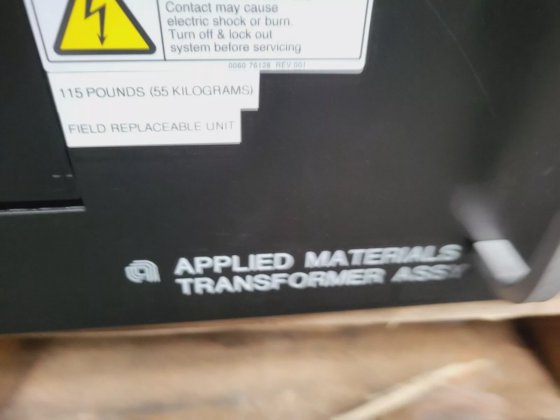 Contact may cause
electric shock or burn.
Turn off & lock out
system before servicing
0060 76128 REV 001
115 POUNDS (55 KILOGRAMS)
FIELD REPLACEABLE UNIT
APPLIED MATERIALS
TRANSFORMER ASSY